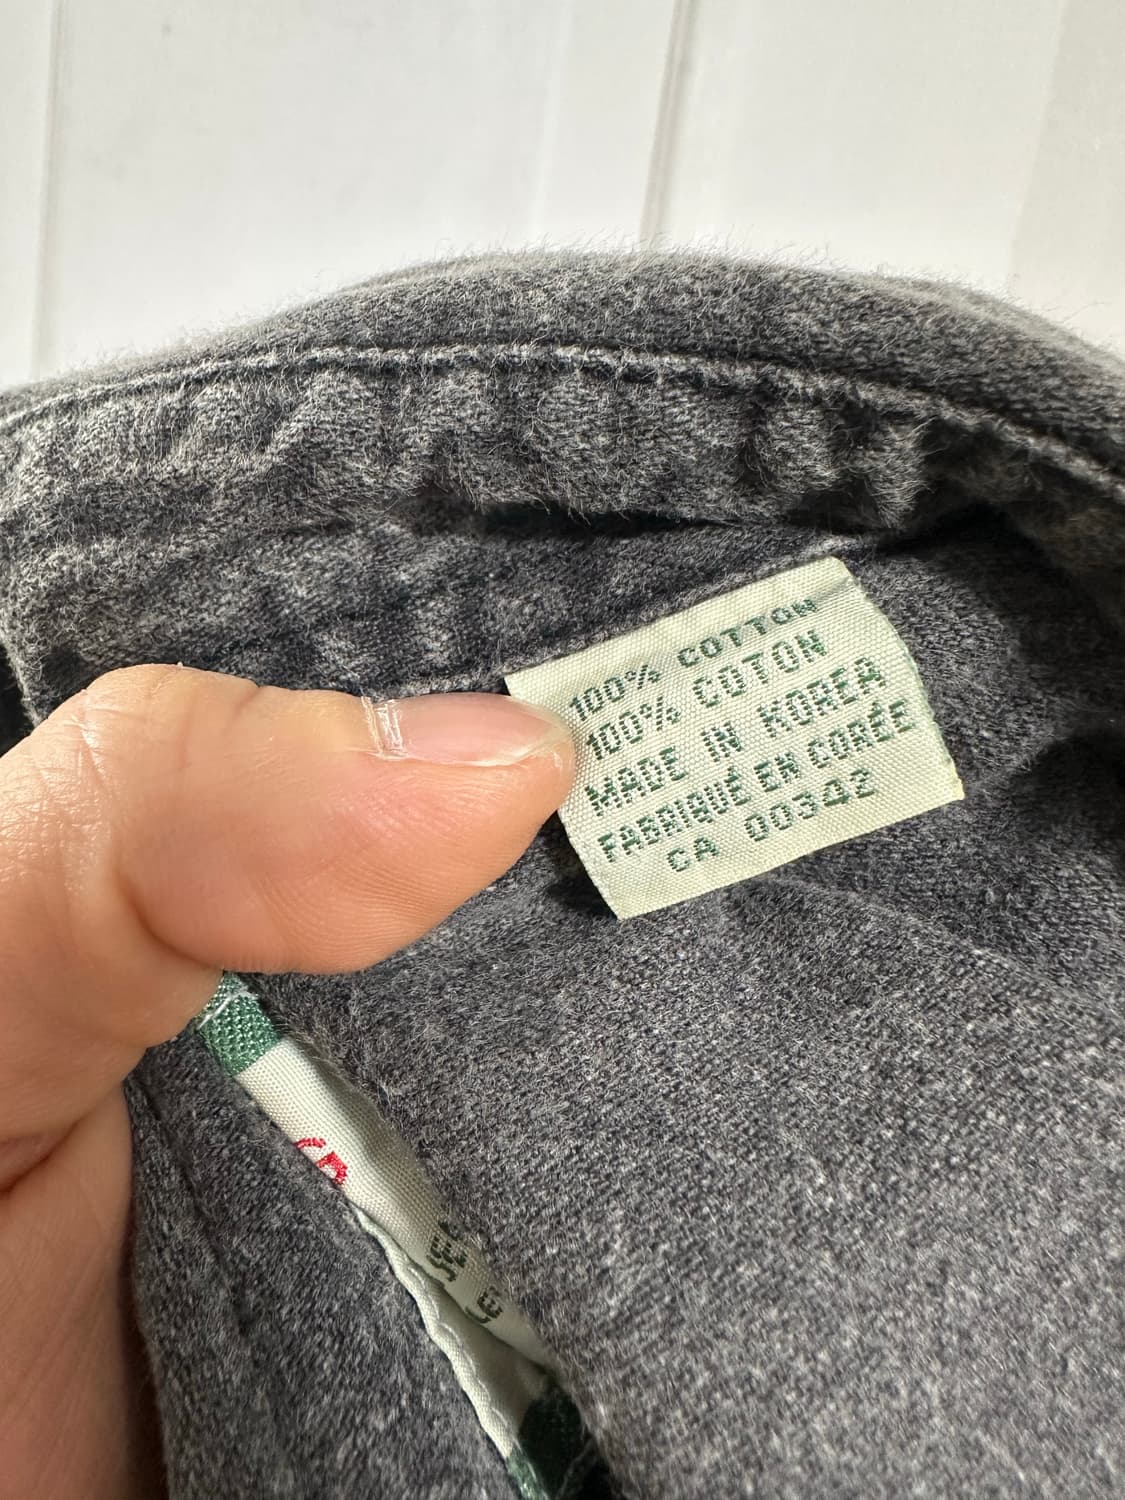 100% COTTON
100% COTON
MADE IN KOREA
FABRIQUÉ EN CORÉE
CA 00342